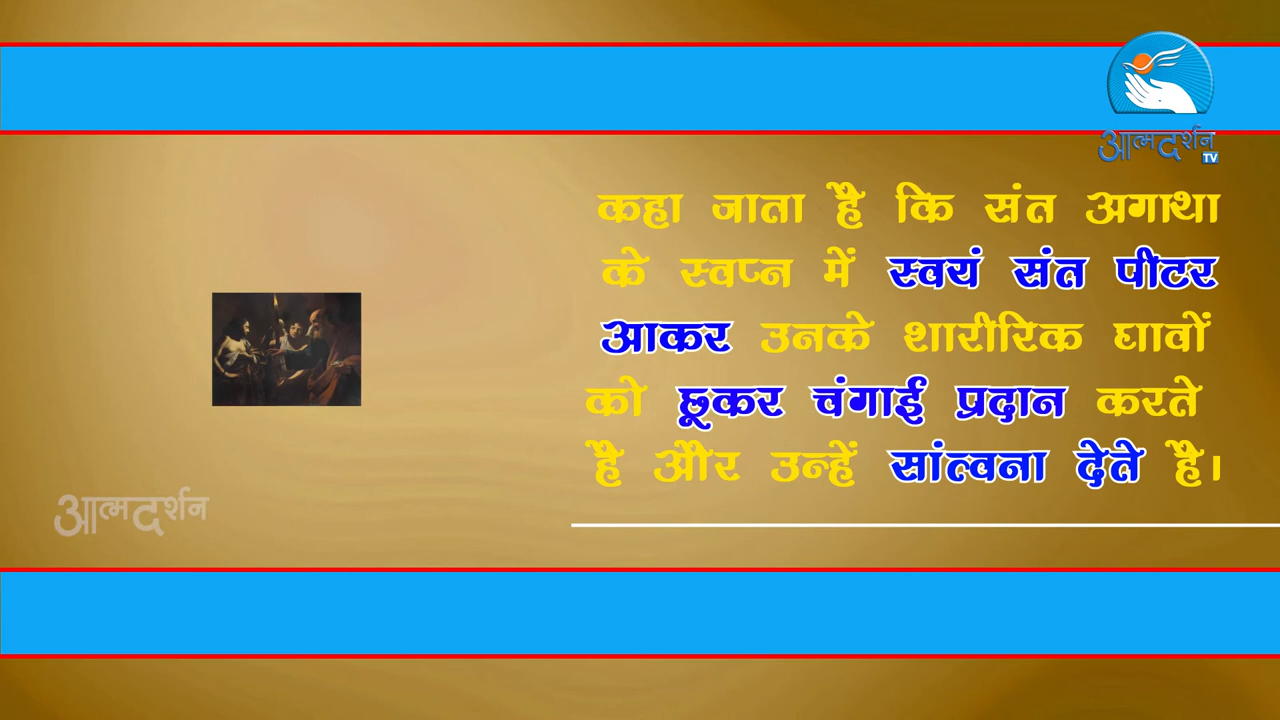 आत्मदर्शन
TV
कहा जाता है कि संत अगाथा
के स्वप्न में स्वयं संत पीटर
आकर उनके शारीरिक घावों
को छूकर चंगाई प्रदान करते
है और उन्हें सांत्वना देते है।
आत्मदर्शन